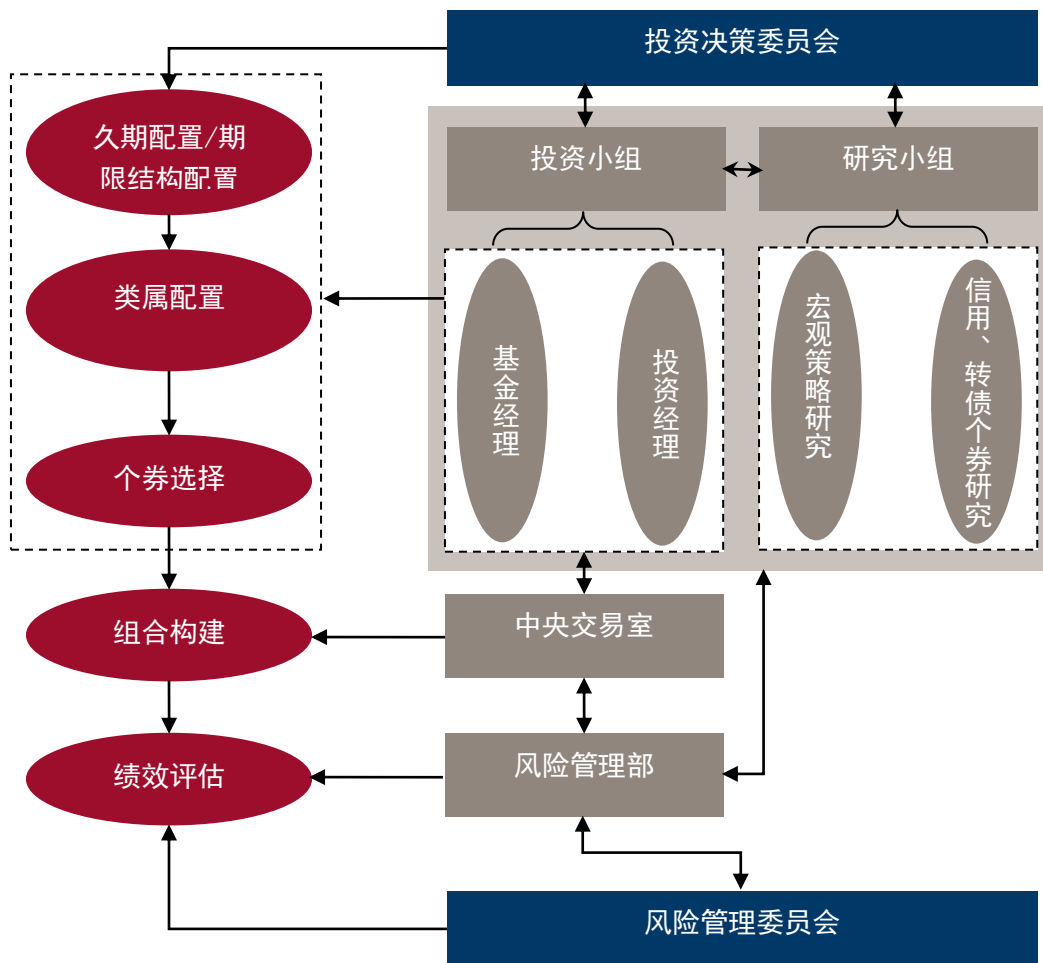 投资决策委员会
久期配置/期
限结构配置
投资小组
研究小组
类属配置
基金经理
投资经理
宏观策略研究
信用、转债个券研究
个券选择
组合构建
中央交易室
绩效评估
风险管理部
风险管理委员会